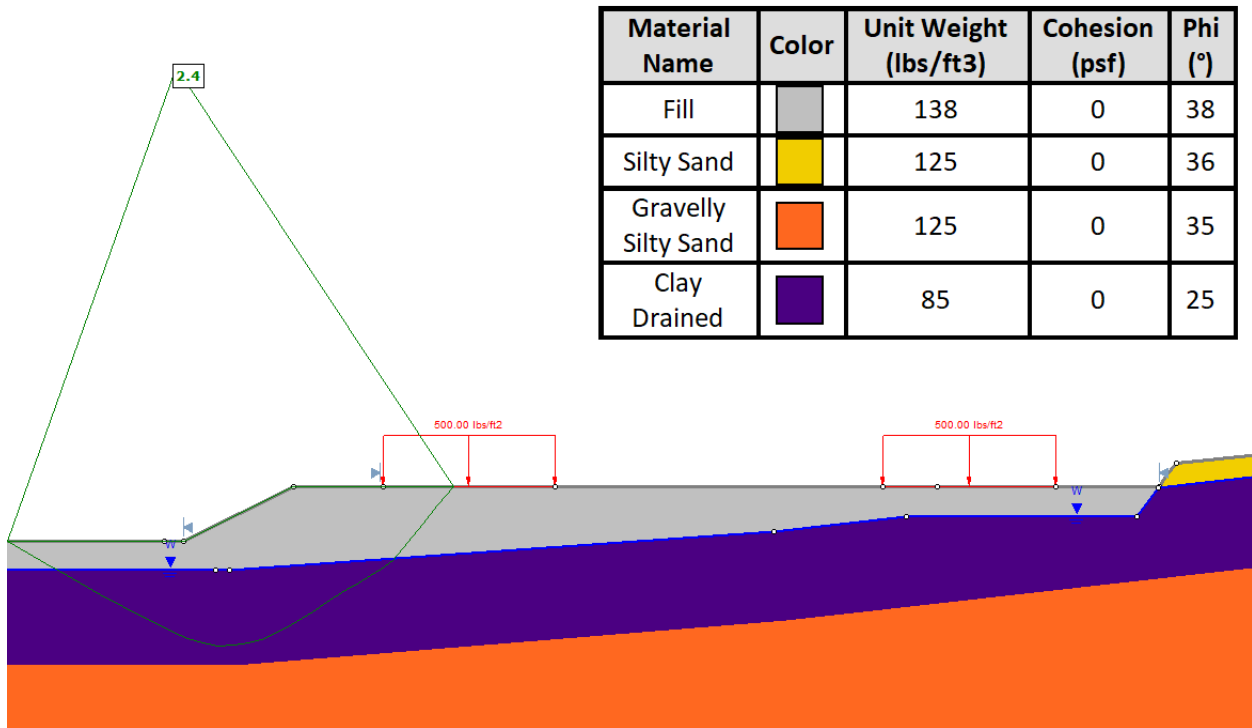 Material Name Color Unit Weight (lbs/ft3) Cohesion (psf) Phi (°)
Fill 138 0 38
Silty Sand 125 0 36
Gravelly Silty Sand 125 0 35
Clay Drained 85 0 25
2.4
500.00 lbs/ft2
500.00 lbs/ft2
W
W